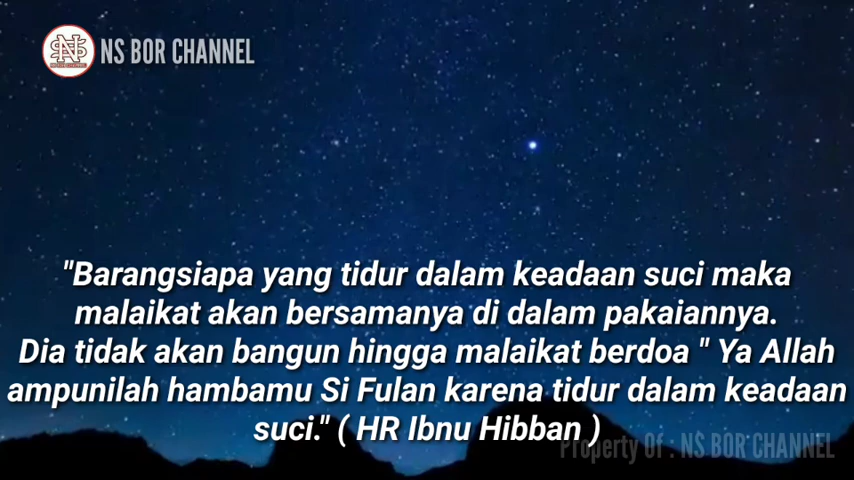 NS BOR CHANNEL
"Barangsiapa yang tidur dalam keadaan suci maka
malaikat akan bersamanya di dalam pakaiannya.
Dia tidak akan bangun hingga malaikat berdoa " Ya Allah
ampunilah hambamu Si Fulan karena tidur dalam keadaan
suci." ( HR Ibnu Hibban )
Property Of : NS BOR CHANNEL